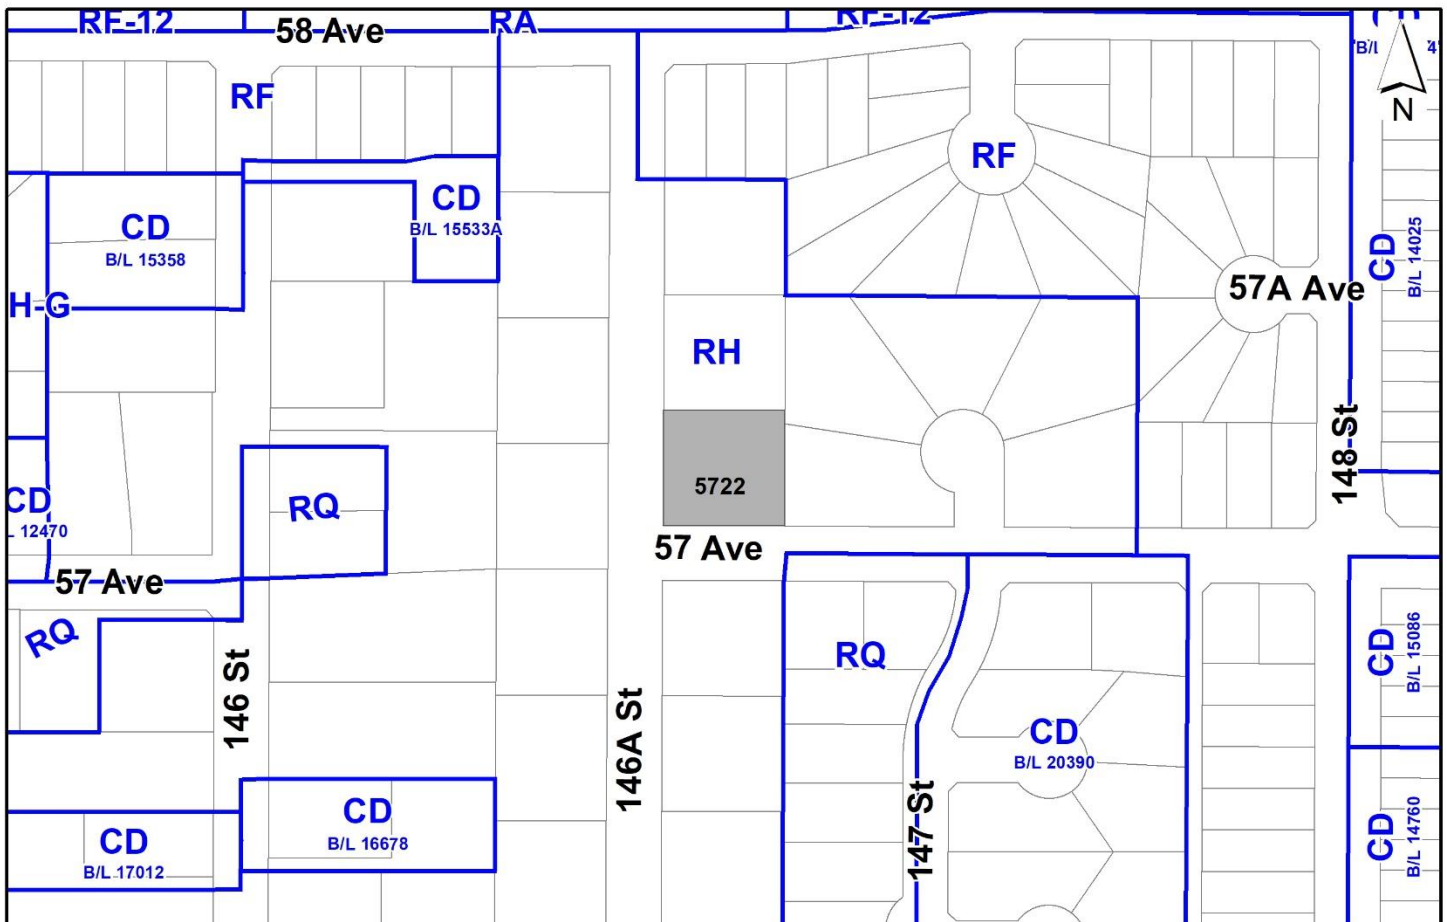 RF-12
58 Ave
RA
RF-12
B/L
4
N
RF
RF
CD
B/L 15358
CD
B/L 15533A
CD
B/L 14025
H-G
57A Ave
RH
148 St
CD
12470
RQ
5722
57 Ave
57 Ave
RQ
146 St
146A St
RQ
CD
B/L 15086
CD
B/L 20390
147 St
CD
B/L 16678
CD
B/L 17012
CD
B/L 14760